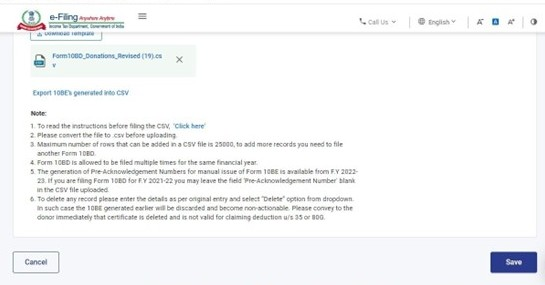 e-Filing Anywhere Anytime
Income Tax Department, Government of India
Call Us
English
A- A A+
Download Template
Form10BD_Donations_Revised (19).cs
v
Export 10BE's generated into CSV
Note:
1. To read the instructions before filing the CSV, 'Click here'
2. Please convert the file to .csv before uploading.
3. Maximum number of rows that can be added in a CSV file is 25000, to add more records you need to file
another Form 10BD.
4. Form 10BD is allowed to be filed multiple times for the same financial year.
5. The generation of Pre-Acknowledgement Numbers for manual issue of Form 10BE is available from F.Y 2022-
23. If you are filing Form 10BD for F.Y 2021-22 you may leave the field 'Pre-Acknowledgement Number' blank
in the CSV file uploaded.
6. To delete any record please enter the details as per original entry and select "Delete" option from dropdown.
In such case the 10BE generated earlier will be discarded and become non-actionable. Please convey to the
donor immediately that certificate is deleted and is not valid for claiming deduction u/s 35 or 80G.
Cancel
Save